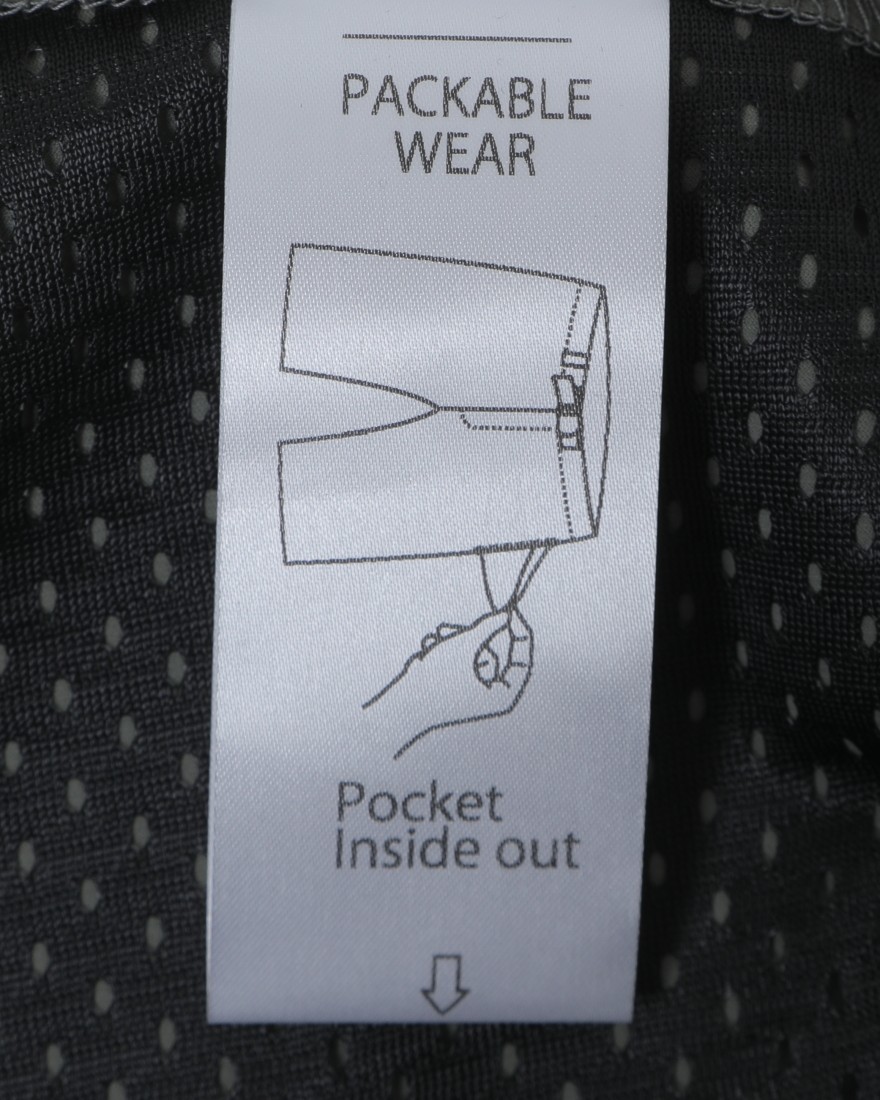 PACKABLE
WEAR
Pocket
Inside out